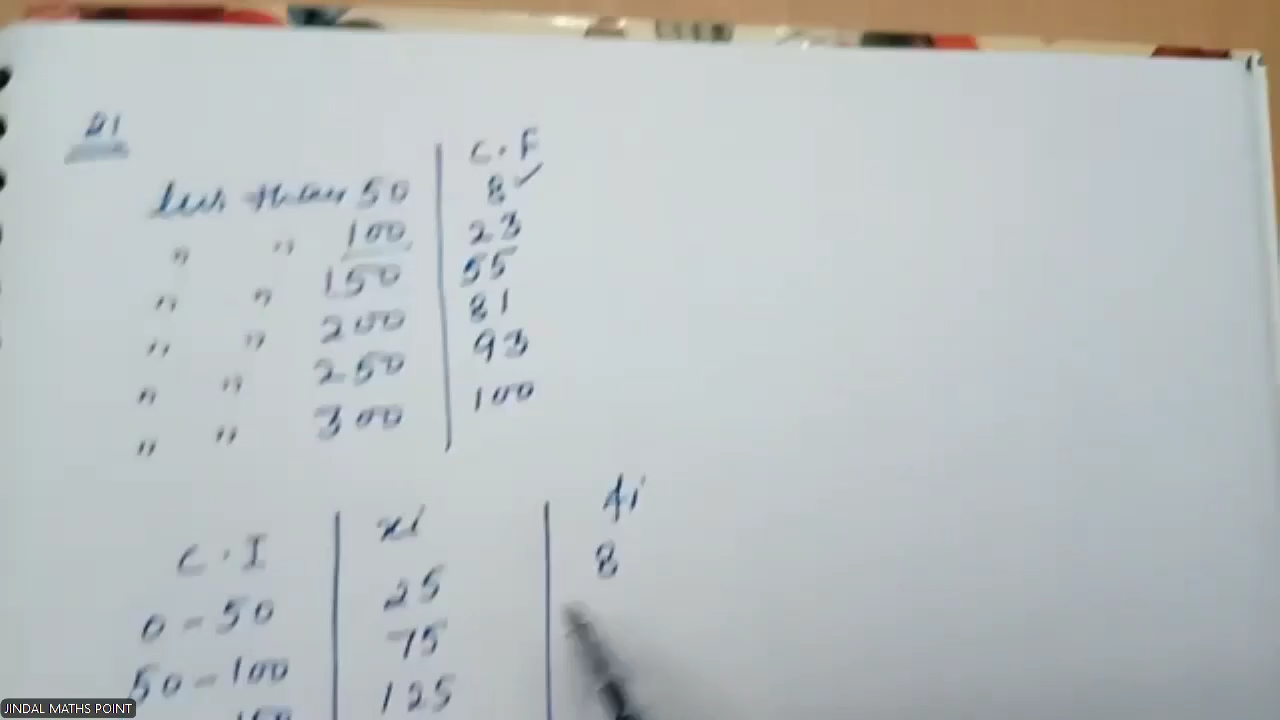 21
C.F
less than 50 8 ✓
" " 100 23
" " 150 55
" " 200 81
" " 250 93
" " 300 100
C.I xi fi
0-50 25 8
50-100 75
150 125
JINDAL MATHS POINT